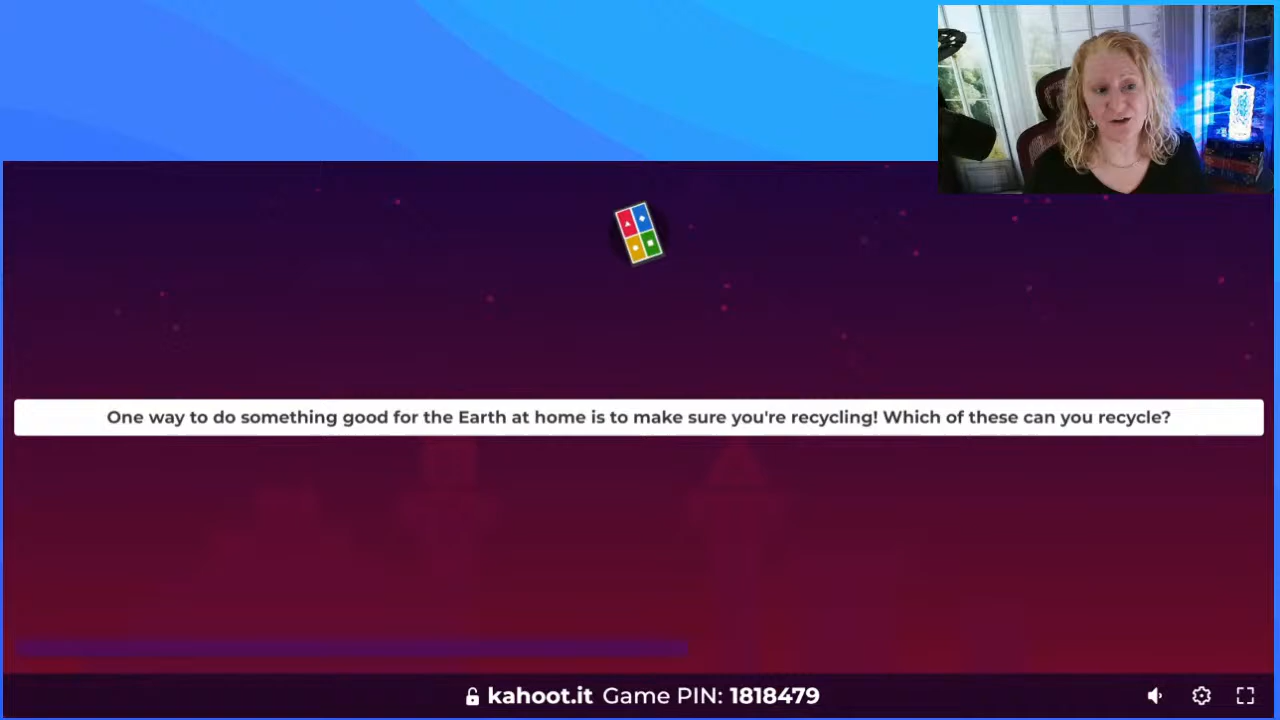 One way to do something good for the Earth at home is to make sure you're recycling! Which of these can you recycle?
kahoot.it Game PIN: 1818479